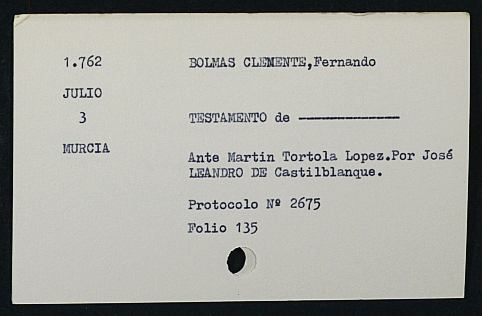 1.762
BOLMAS CLEMENTE,Fernando
JULIO
3
TESTAMENTO de ---------------
MURCIA
Ante Martin Tortola Lopez.Por José
LEANDRO DE Castilblanque.
Protocolo Nº 2675
Folio 135